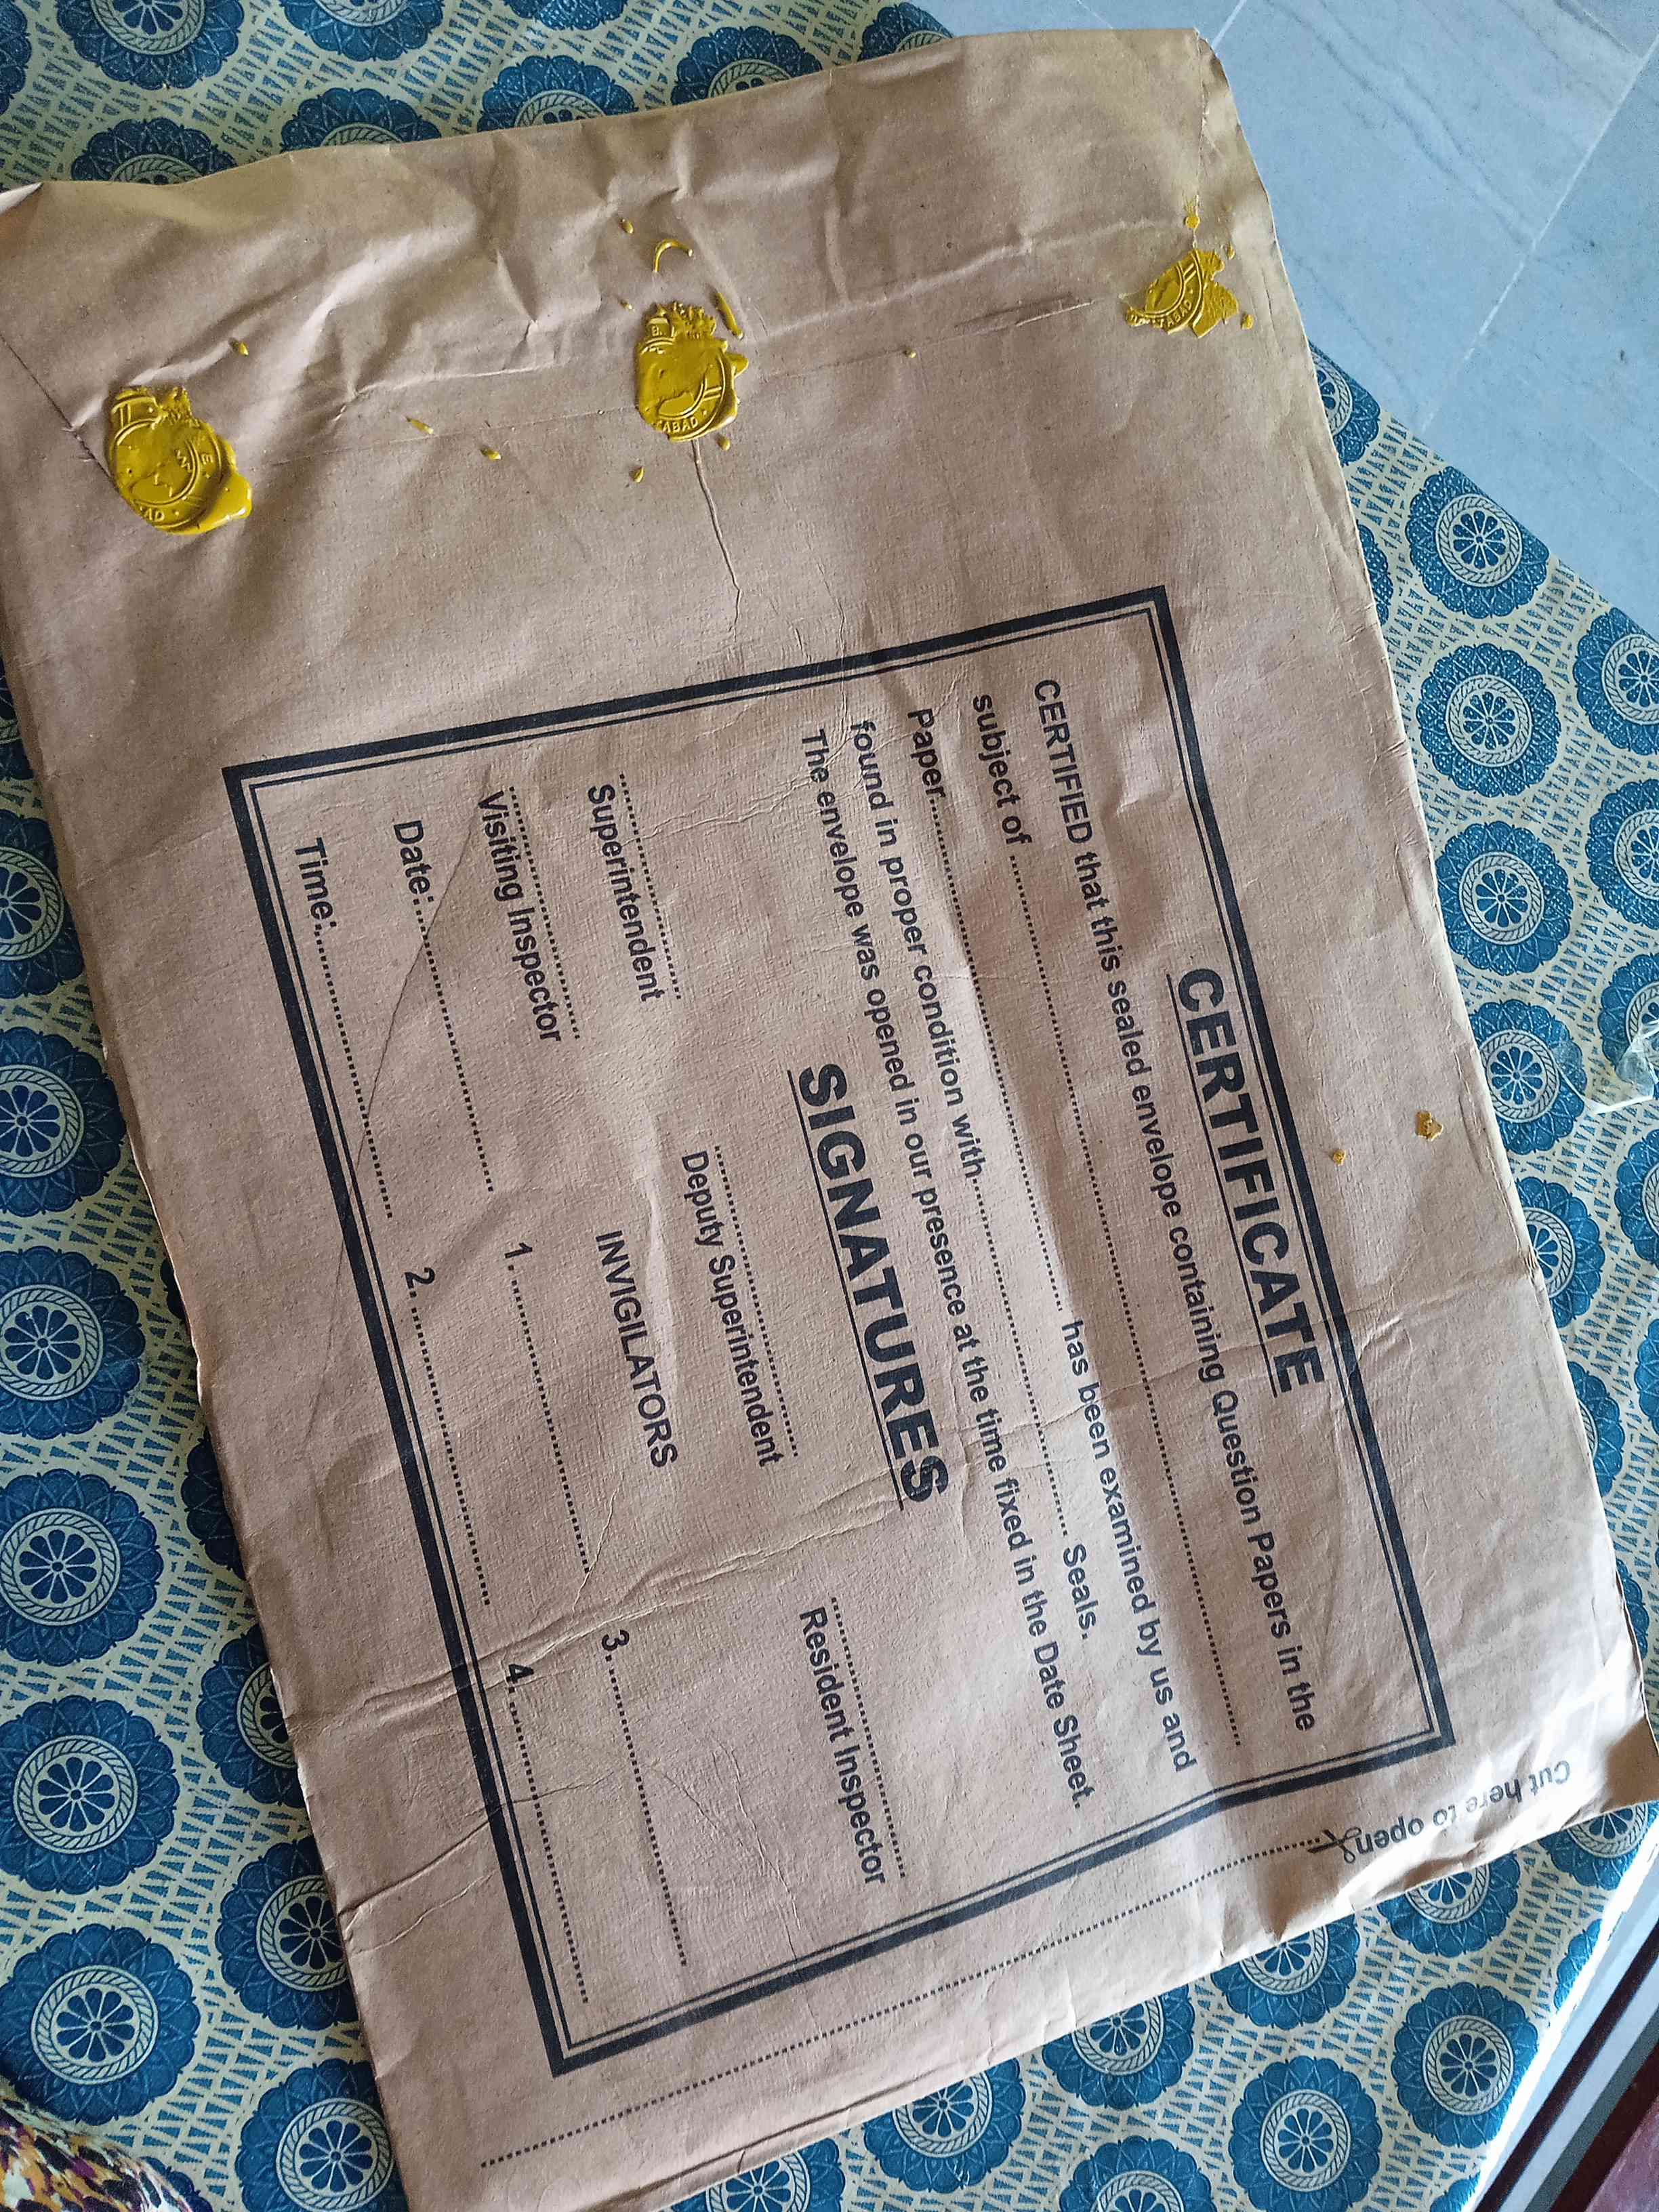 CERTIFICATE
CERTIFIED that this sealed envelope containing Question Papers in the
subject of ............................................................
Paper............................................ has been examined by us and
found in proper condition with.................................... Seals.
The envelope was opened in our presence at the time fixed in the Date Sheet.
SIGNATURES
Superintendent Deputy Superintendent Resident Inspector
Visiting Inspector INVIGILATORS
Date:............................ 1. ............................ 3. ............................
Time:............................ 2. ............................ 4. ............................
Cut here to open
ABAD